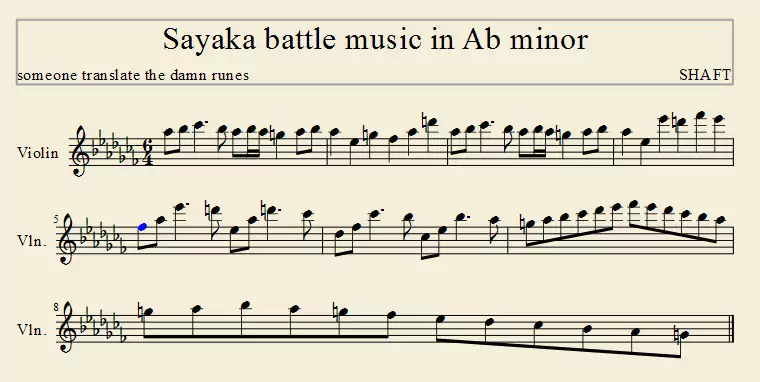 Sayaka battle music in Ab minor
someone translate the damn runes SHAFT
Violin
6
4
5
Vln.
8
Vln.